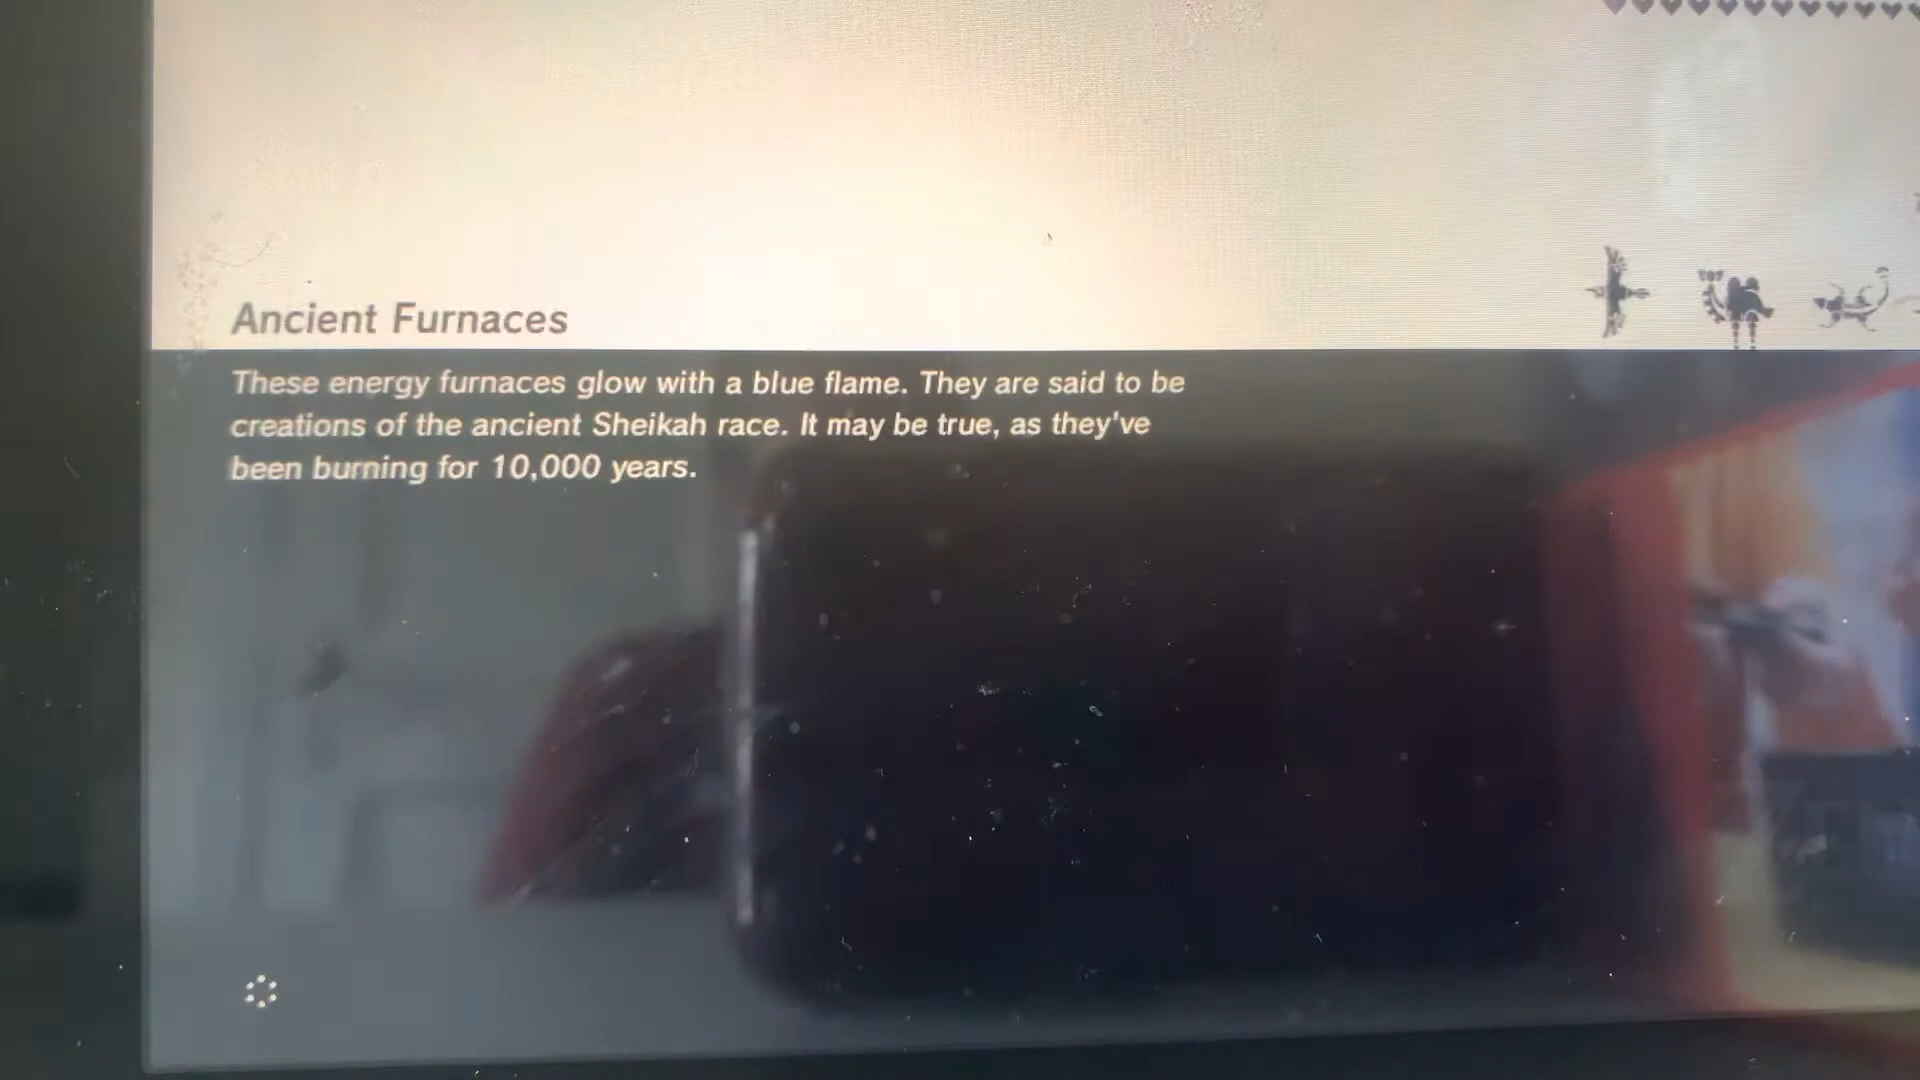 Ancient Furnaces
These energy furnaces glow with a blue flame. They are said to be
creations of the ancient Sheikah race. It may be true, as they've
been burning for 10,000 years.